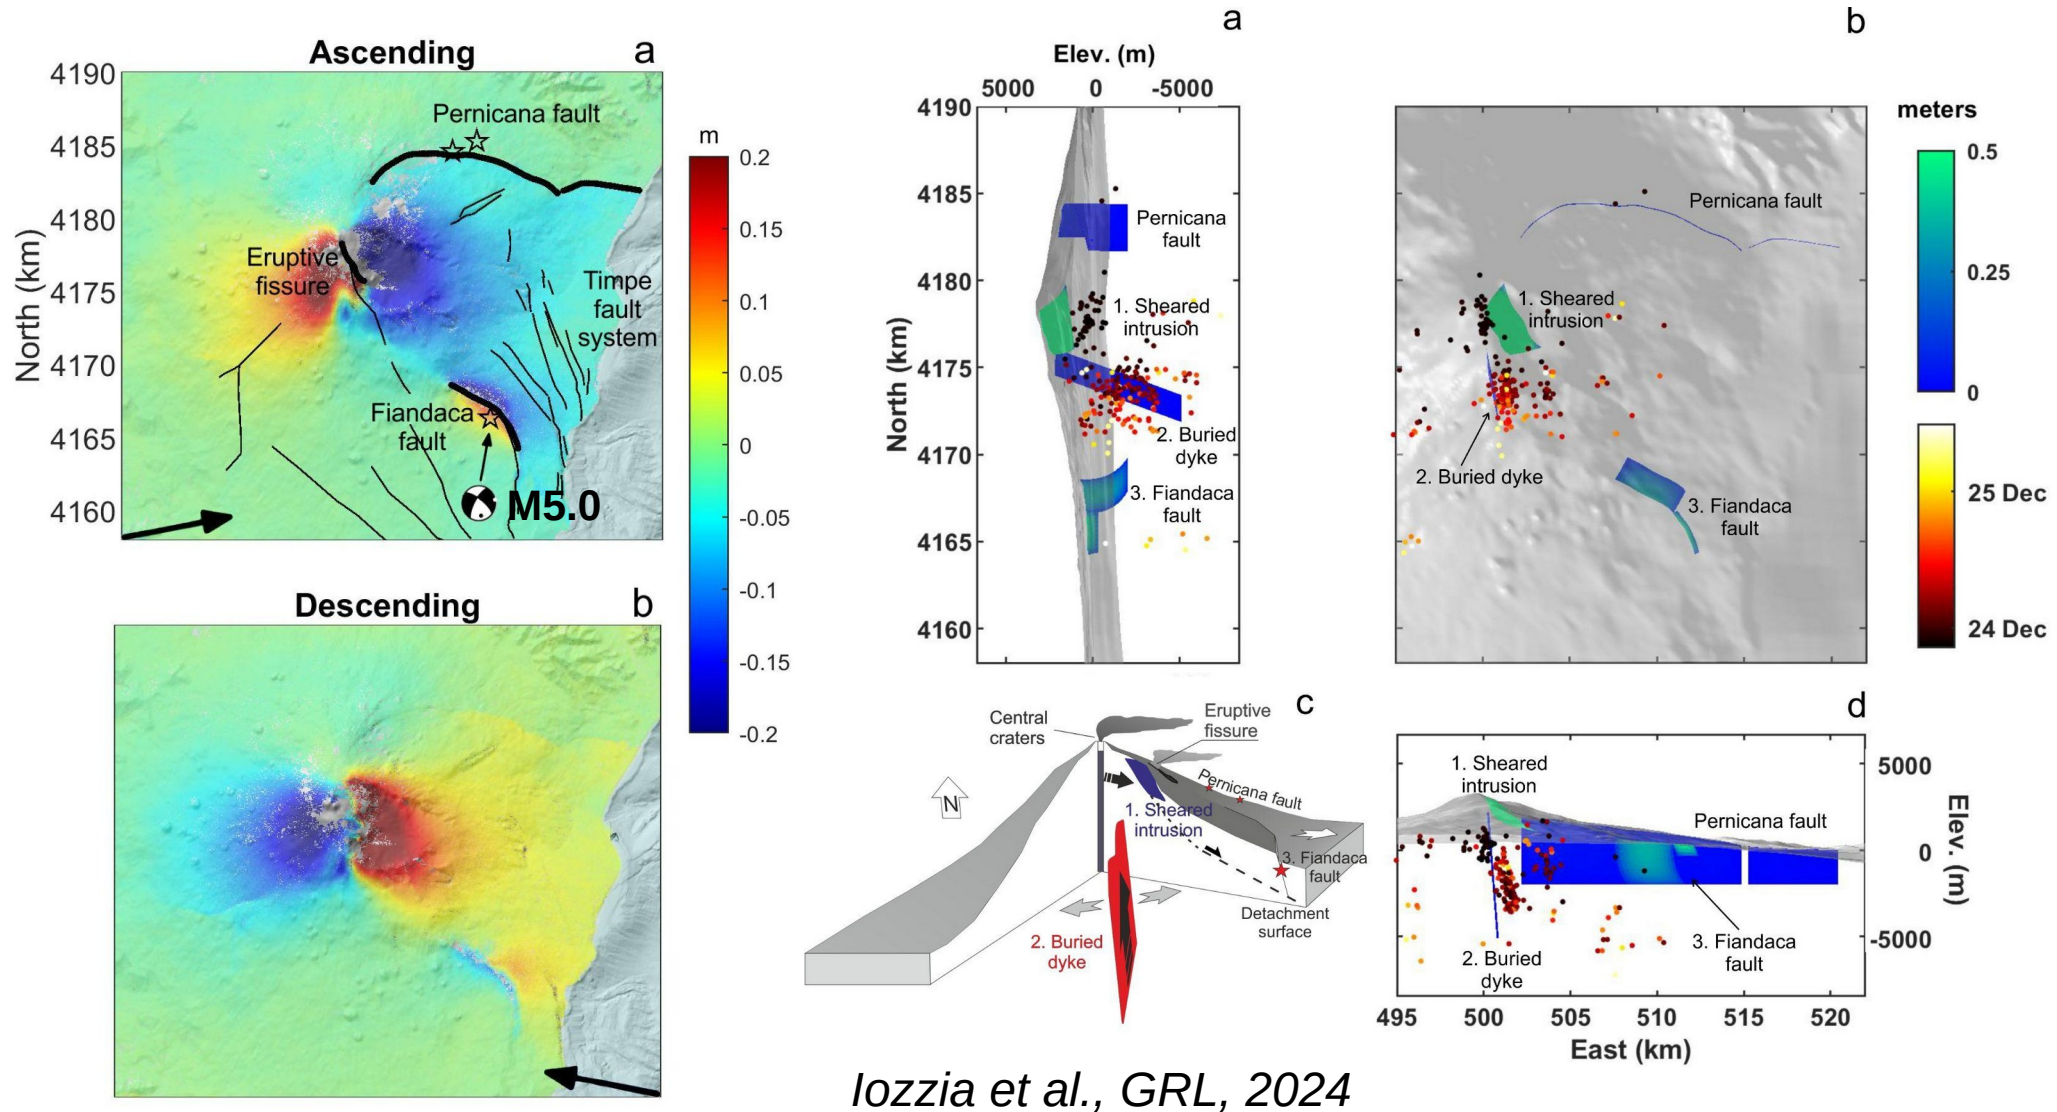 Ascending
a
4190
4185
4180
4175
4170
4165
4160
North (km)
Pernicana fault
Eruptive
fissure
Timpe
fault
system
Fiandaca
fault
M5.0
m
0.2
0.15
0.1
0.05
0
-0.05
-0.1
-0.15
-0.2
Descending
b
a
Elev. (m)
5000
0
-5000
4190
4185
4180
4175
4170
4165
4160
North (km)
Pernicana
fault
1. Sheared
intrusion
2. Buried
dyke
3. Fiandaca
fault
b
Pernicana fault
1. Sheared
intrusion
2. Buried dyke
3. Fiandaca
fault
meters
0.5
0.25
0
25 Dec
24 Dec
c
Central
craters
Eruptive
fissure
N
Pernicana fault
1. Sheared
intrusion
3. Fiandaca
fault
Detachment
surface
2. Buried
dyke
d
1. Sheared
intrusion
Pernicana fault
2. Buried
dyke
3. Fiandaca
fault
5000
0
-5000
Elev. (m)
495
500
505
510
515
520
East (km)
Iozzia et al., GRL, 2024